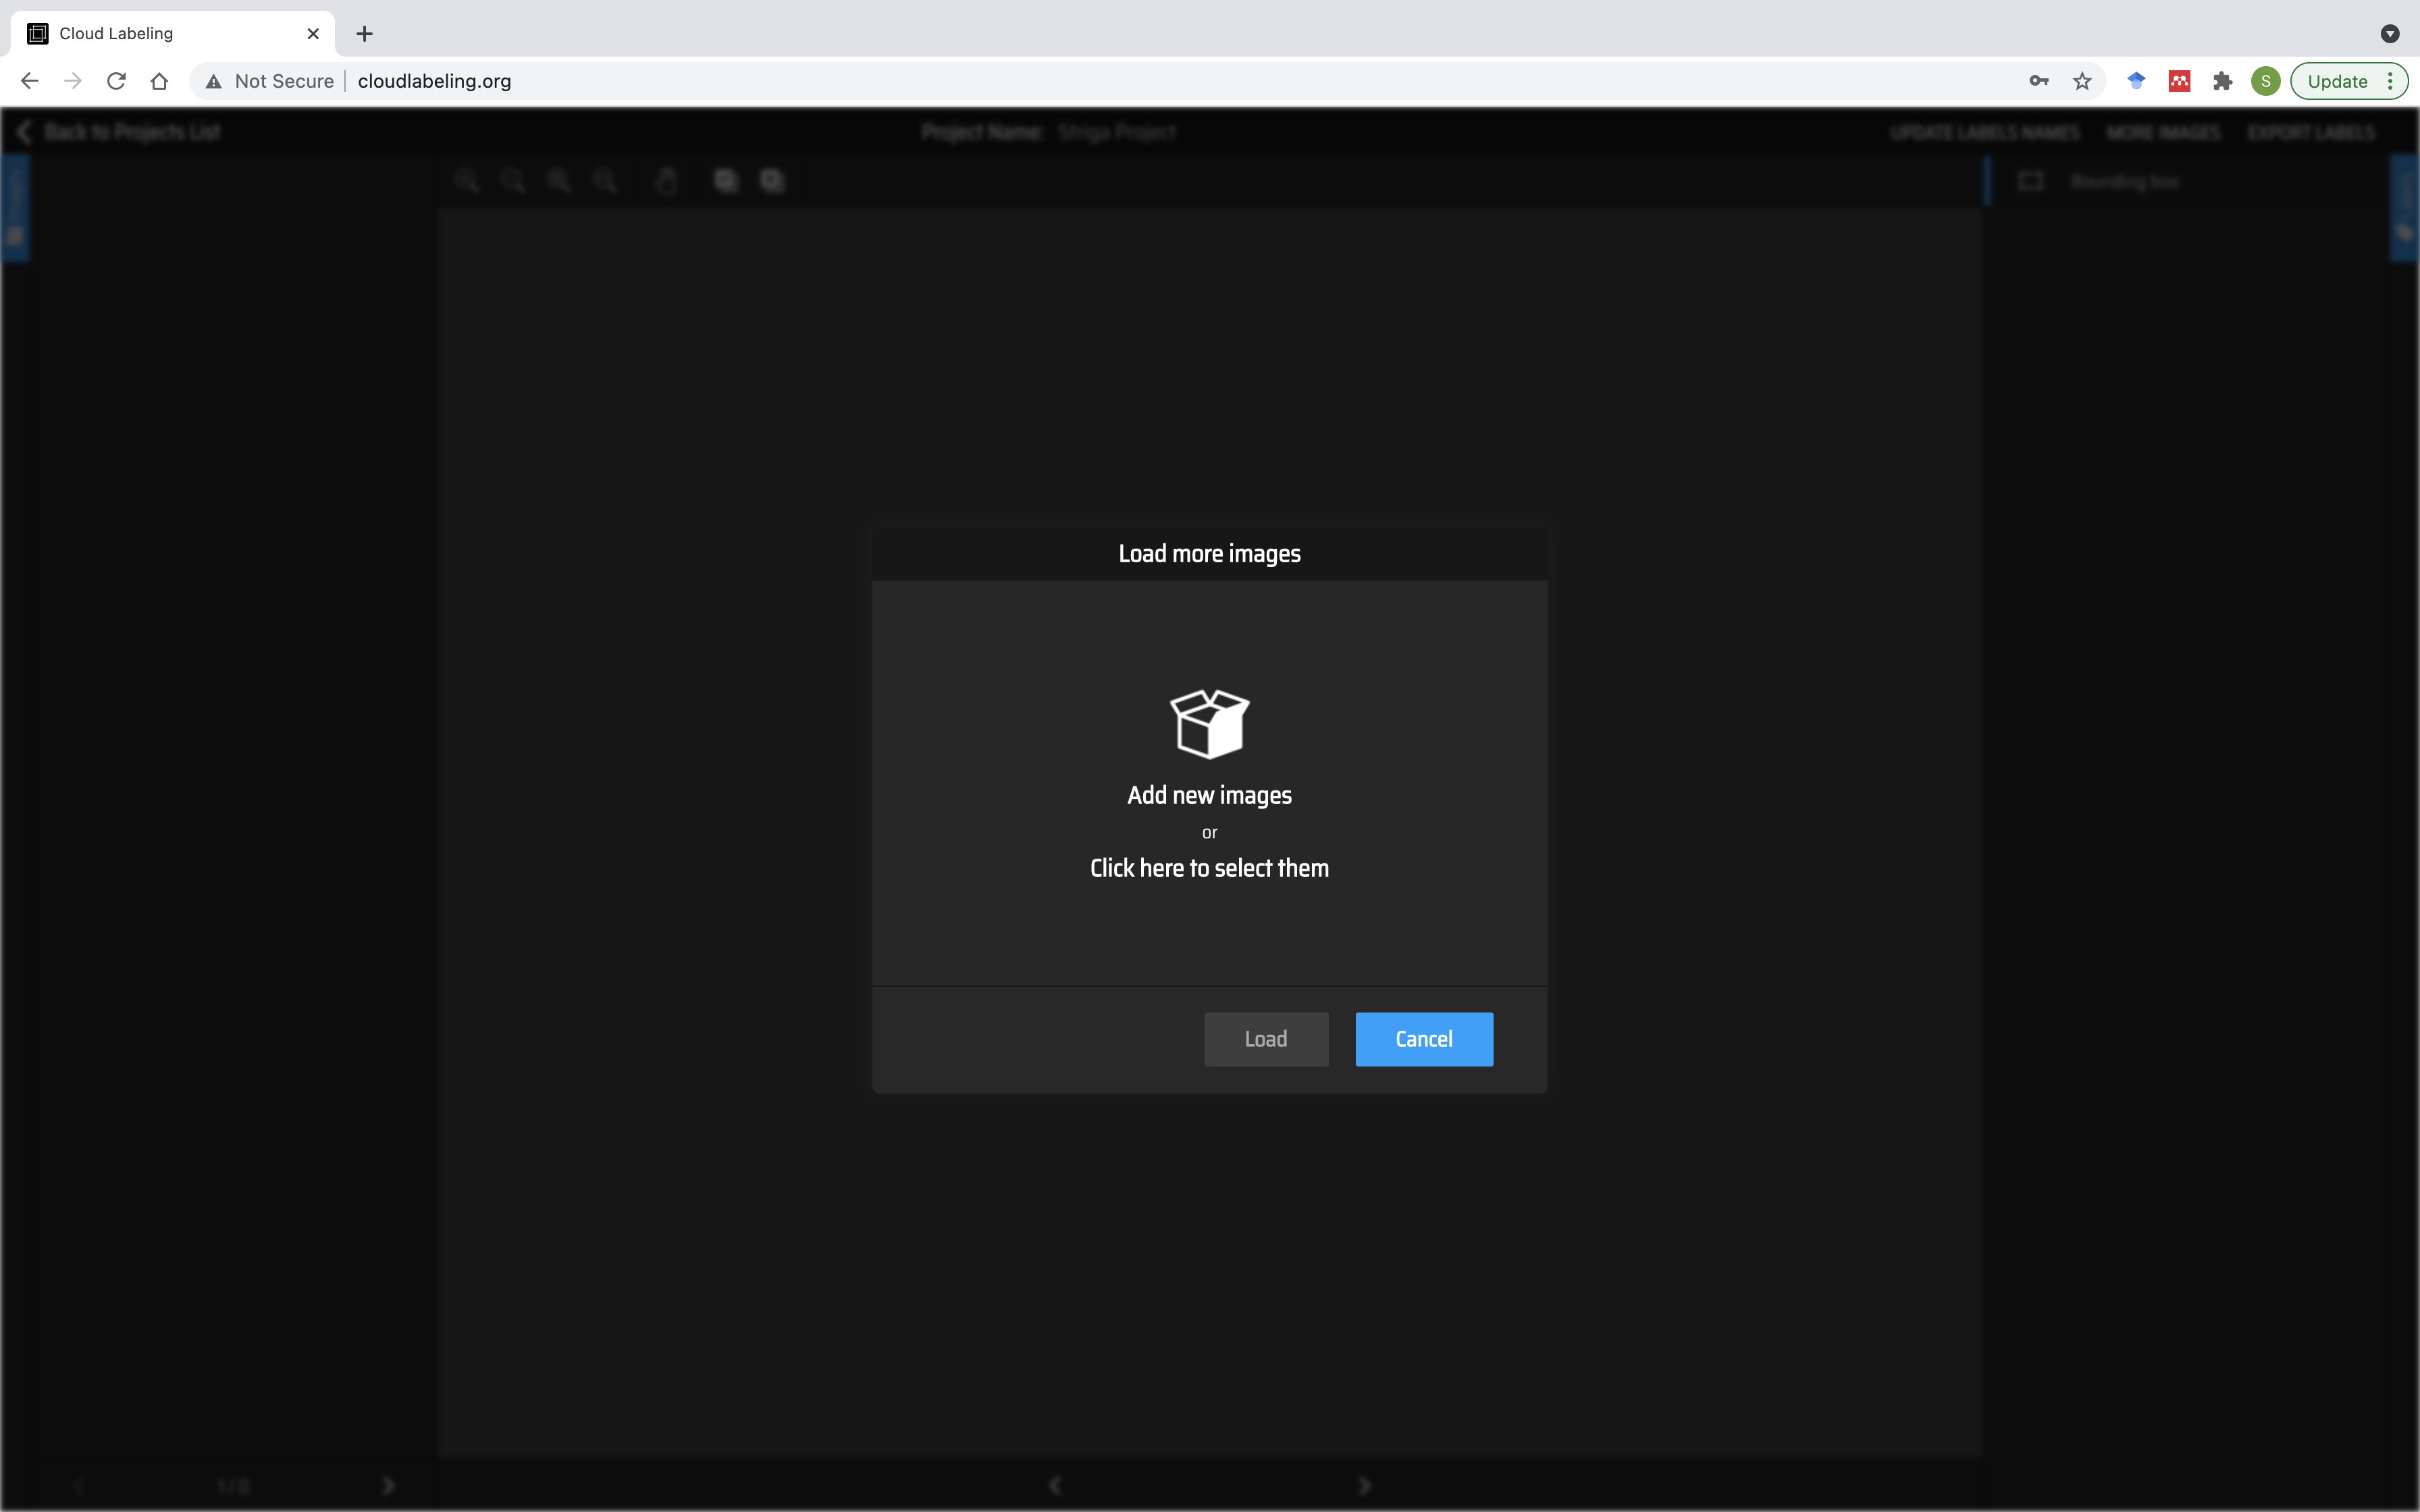 Cloud Labeling
Not Secure
cloudlabeling.org
S
Update
Back to Projects List
Project Name: Striga Project
UPDATE LABELS NAMES
MORE IMAGES
EXPORT LABELS
Images
Bounding box
Labels
Load more images
Add new images
or
Click here to select them
Load
Cancel
1 / 0